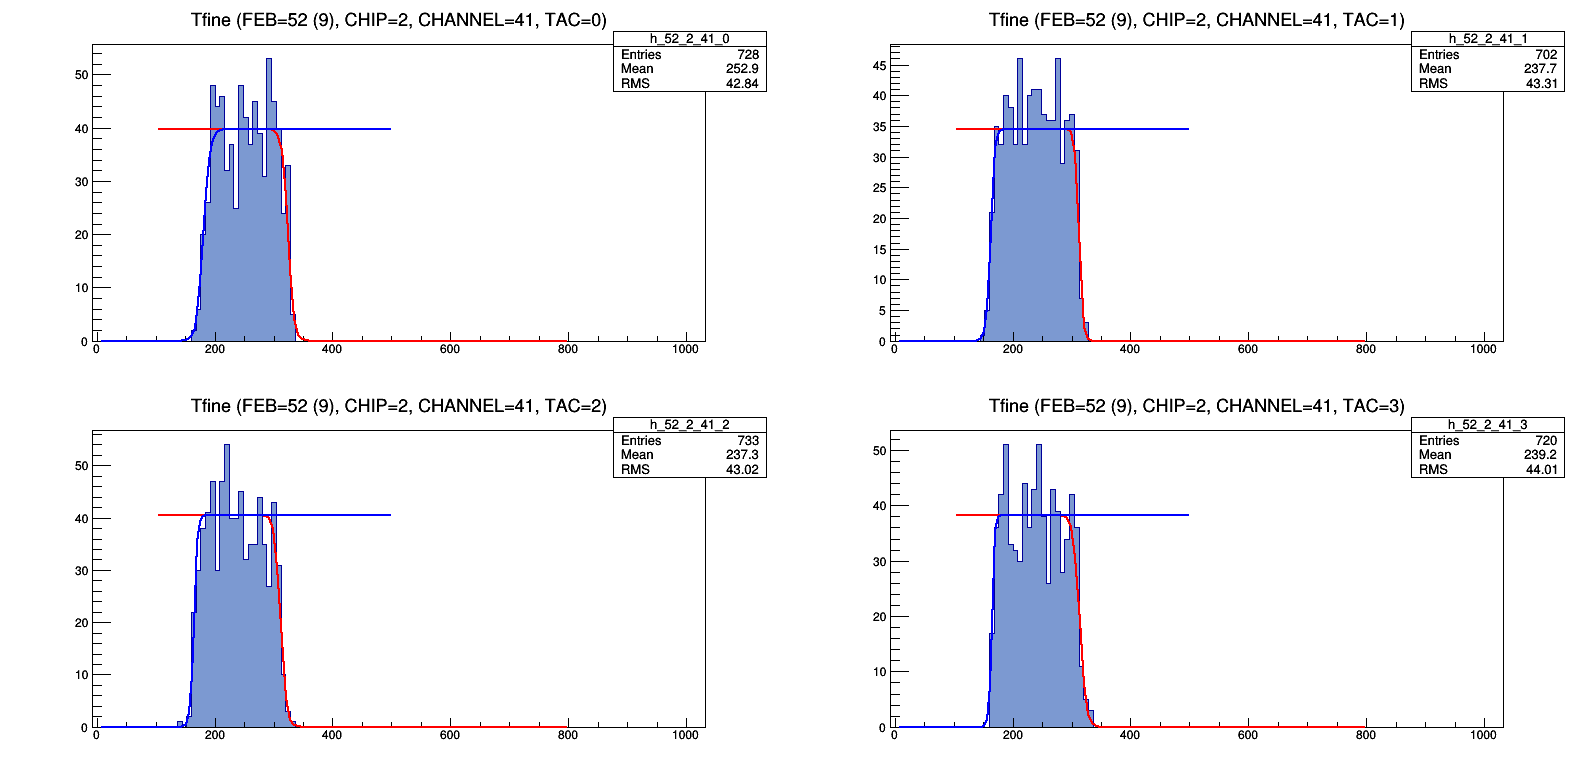 Tfine (FEB=52 (9), CHIP=2, CHANNEL=41, TAC=0)
h_52_2_41_0
Entries 728
Mean 252.9
RMS 42.84
50
40
30
20
10
0
0 200 400 600 800 1000
Tfine (FEB=52 (9), CHIP=2, CHANNEL=41, TAC=1)
h_52_2_41_1
Entries 702
Mean 237.7
RMS 43.31
45
40
35
30
25
20
15
10
5
0
0 200 400 600 800 1000
Tfine (FEB=52 (9), CHIP=2, CHANNEL=41, TAC=2)
h_52_2_41_2
Entries 733
Mean 237.3
RMS 43.02
50
40
30
20
10
0
0 200 400 600 800 1000
Tfine (FEB=52 (9), CHIP=2, CHANNEL=41, TAC=3)
h_52_2_41_3
Entries 720
Mean 239.2
RMS 44.01
50
40
30
20
10
0
0 200 400 600 800 1000